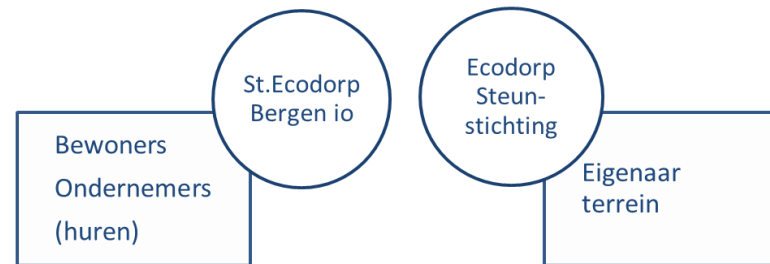 St.Ecodorp
Bergen io
Ecodorp
Steun-
stichting
Bewoners
Ondernemers
(huren)
Eigenaar
terrein